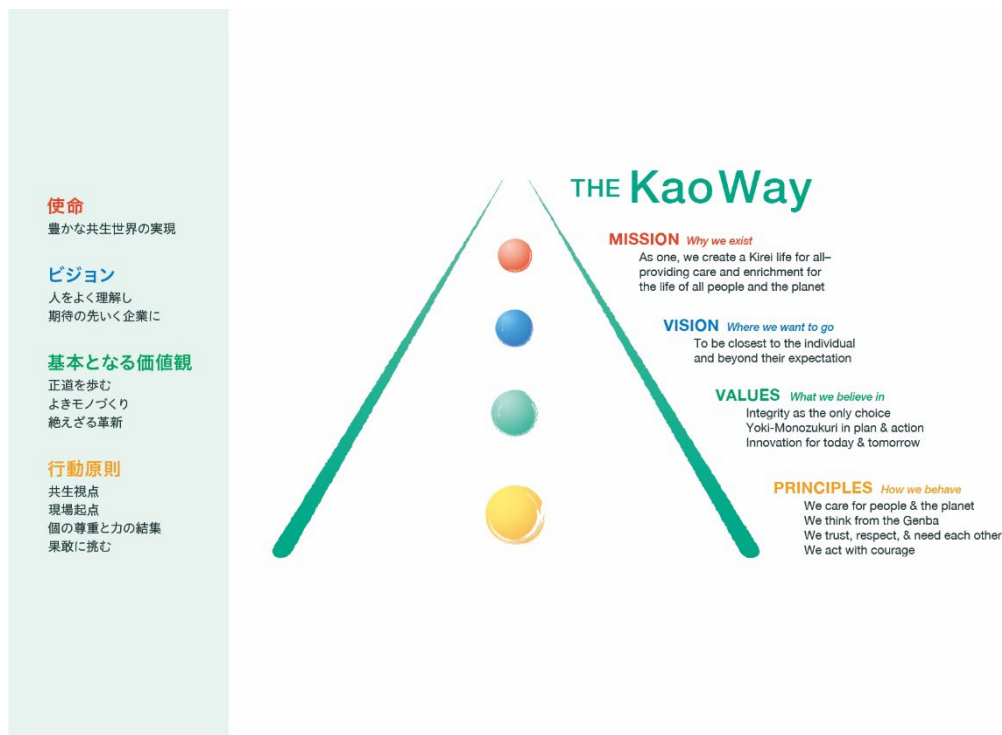 使命
豊かな共生世界の実現
ビジョン
人をよく理解し
期待の先いく企業に
基本となる価値観
正道を歩む
よきモノづくり
絶えざる革新
行動原則
共生視点
現場起点
個の尊重と力の結集
果敢に挑む
THE Kao Way
MISSION Why we exist
As one, we create a Kirei life for all–
providing care and enrichment for
the life of all people and the planet
VISION Where we want to go
To be closest to the individual
and beyond their expectation
VALUES What we believe in
Integrity as the only choice
Yoki-Monozukuri in plan & action
Innovation for today & tomorrow
PRINCIPLES How we behave
We care for people & the planet
We think from the Genba
We trust, respect, & need each other
We act with courage